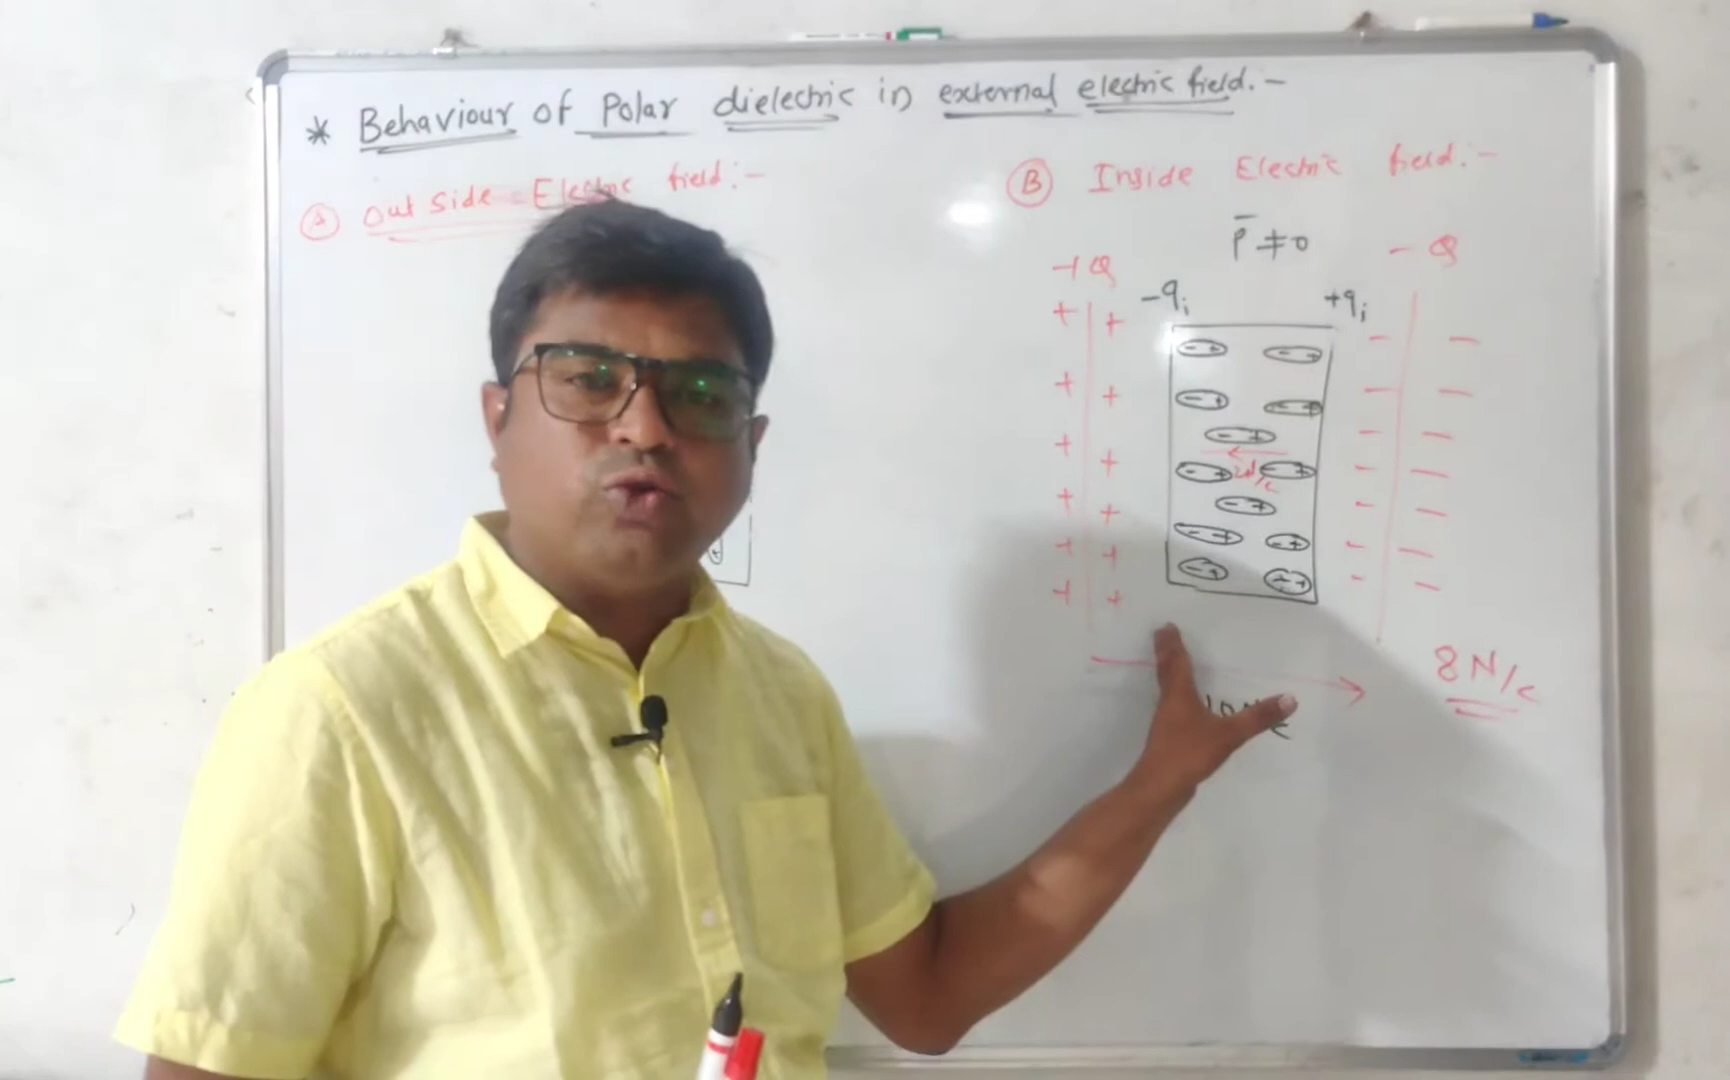 * Behaviour of Polar dielectric in external electric field.-
A Out Side Electric field:-
B Inside Electric field:-
P̄ ≠ 0
+Q
- Q
-qi
+qi
2N/c
8 N/c